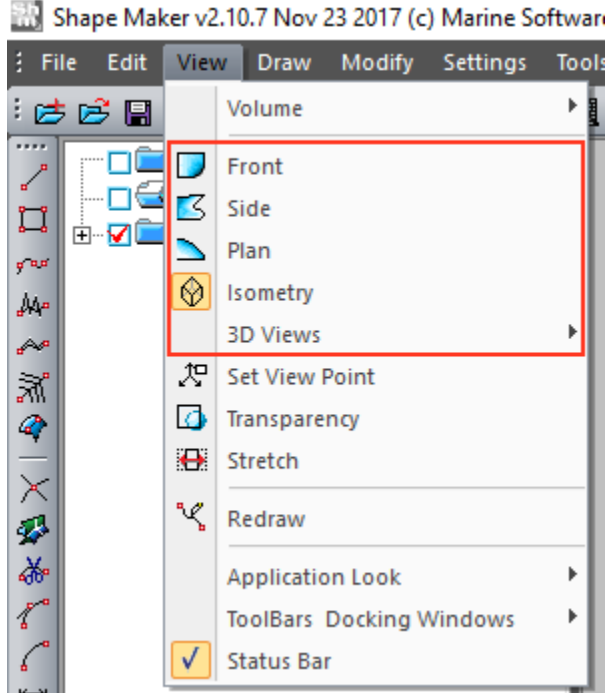 Shape Maker v2.10.7 Nov 23 2017 (c) Marine Software
File Edit View Draw Modify Settings Tools
Volume
Front
Side
Plan
Isometry
3D Views
Set View Point
Transparency
Stretch
Redraw
Application Look
ToolBars Docking Windows
Status Bar